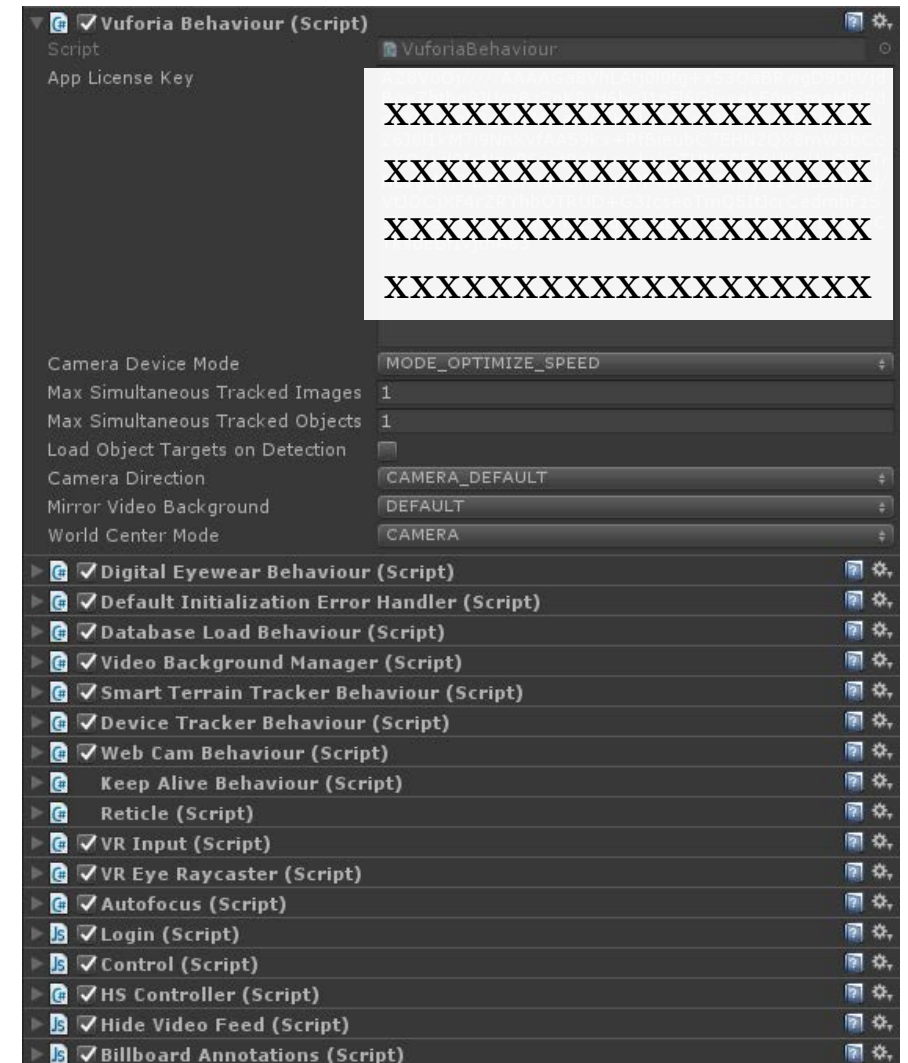 Vuforia Behaviour (Script)
Script VuforiaBehaviour
App License Key
XXXXXXXXXXXXXXXXXXX
XXXXXXXXXXXXXXXXXXX
XXXXXXXXXXXXXXXXXXX
XXXXXXXXXXXXXXXXXXX
Camera Device Mode MODE_OPTIMIZE_SPEED
Max Simultaneous Tracked Images 1
Max Simultaneous Tracked Objects 1
Load Object Targets on Detection
Camera Direction CAMERA_DEFAULT
Mirror Video Background DEFAULT
World Center Mode CAMERA
Digital Eyewear Behaviour (Script)
Default Initialization Error Handler (Script)
Database Load Behaviour (Script)
Video Background Manager (Script)
Smart Terrain Tracker Behaviour (Script)
Device Tracker Behaviour (Script)
Web Cam Behaviour (Script)
Keep Alive Behaviour (Script)
Reticle (Script)
VR Input (Script)
VR Eye Raycaster (Script)
Autofocus (Script)
Login (Script)
Control (Script)
HS Controller (Script)
Hide Video Feed (Script)
Billboard Annotations (Script)